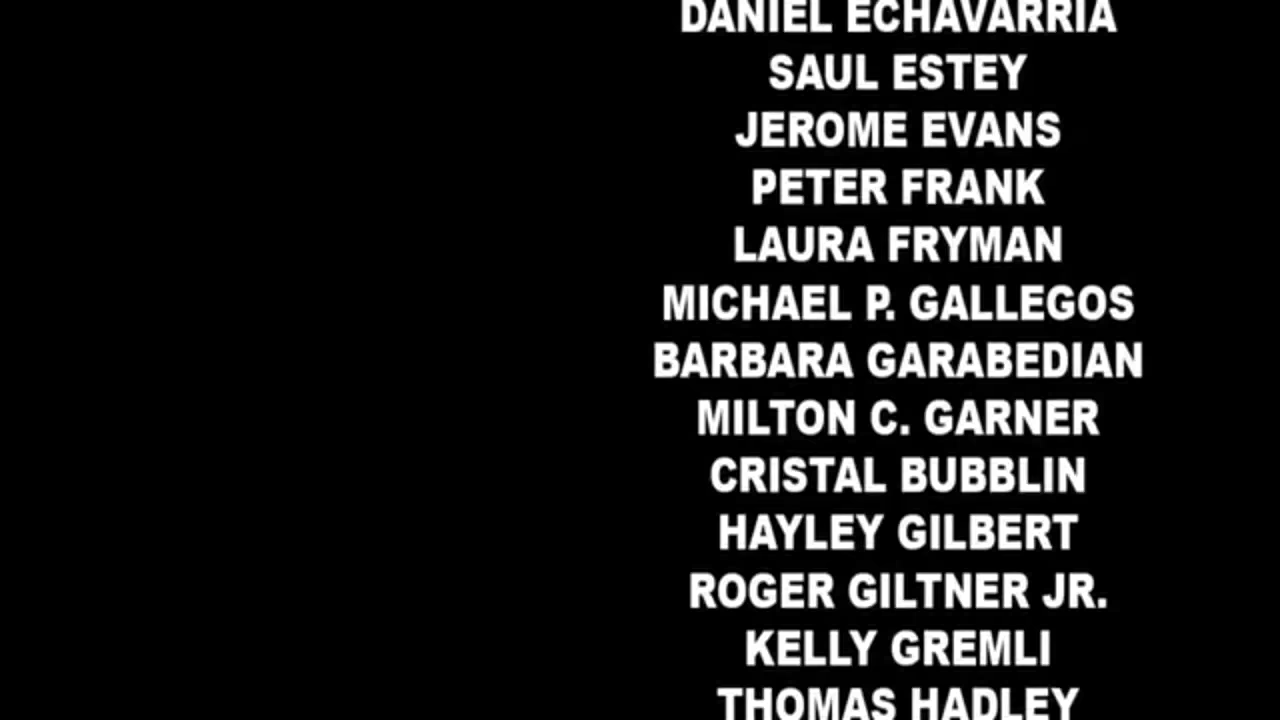 DANIEL ECHAVARRIA
SAUL ESTEY
JEROME EVANS
PETER FRANK
LAURA FRYMAN
MICHAEL P. GALLEGOS
BARBARA GARABEDIAN
MILTON C. GARNER
CRISTAL BUBBLIN
HAYLEY GILBERT
ROGER GILTNER JR.
KELLY GREMLI
THOMAS HADLEY